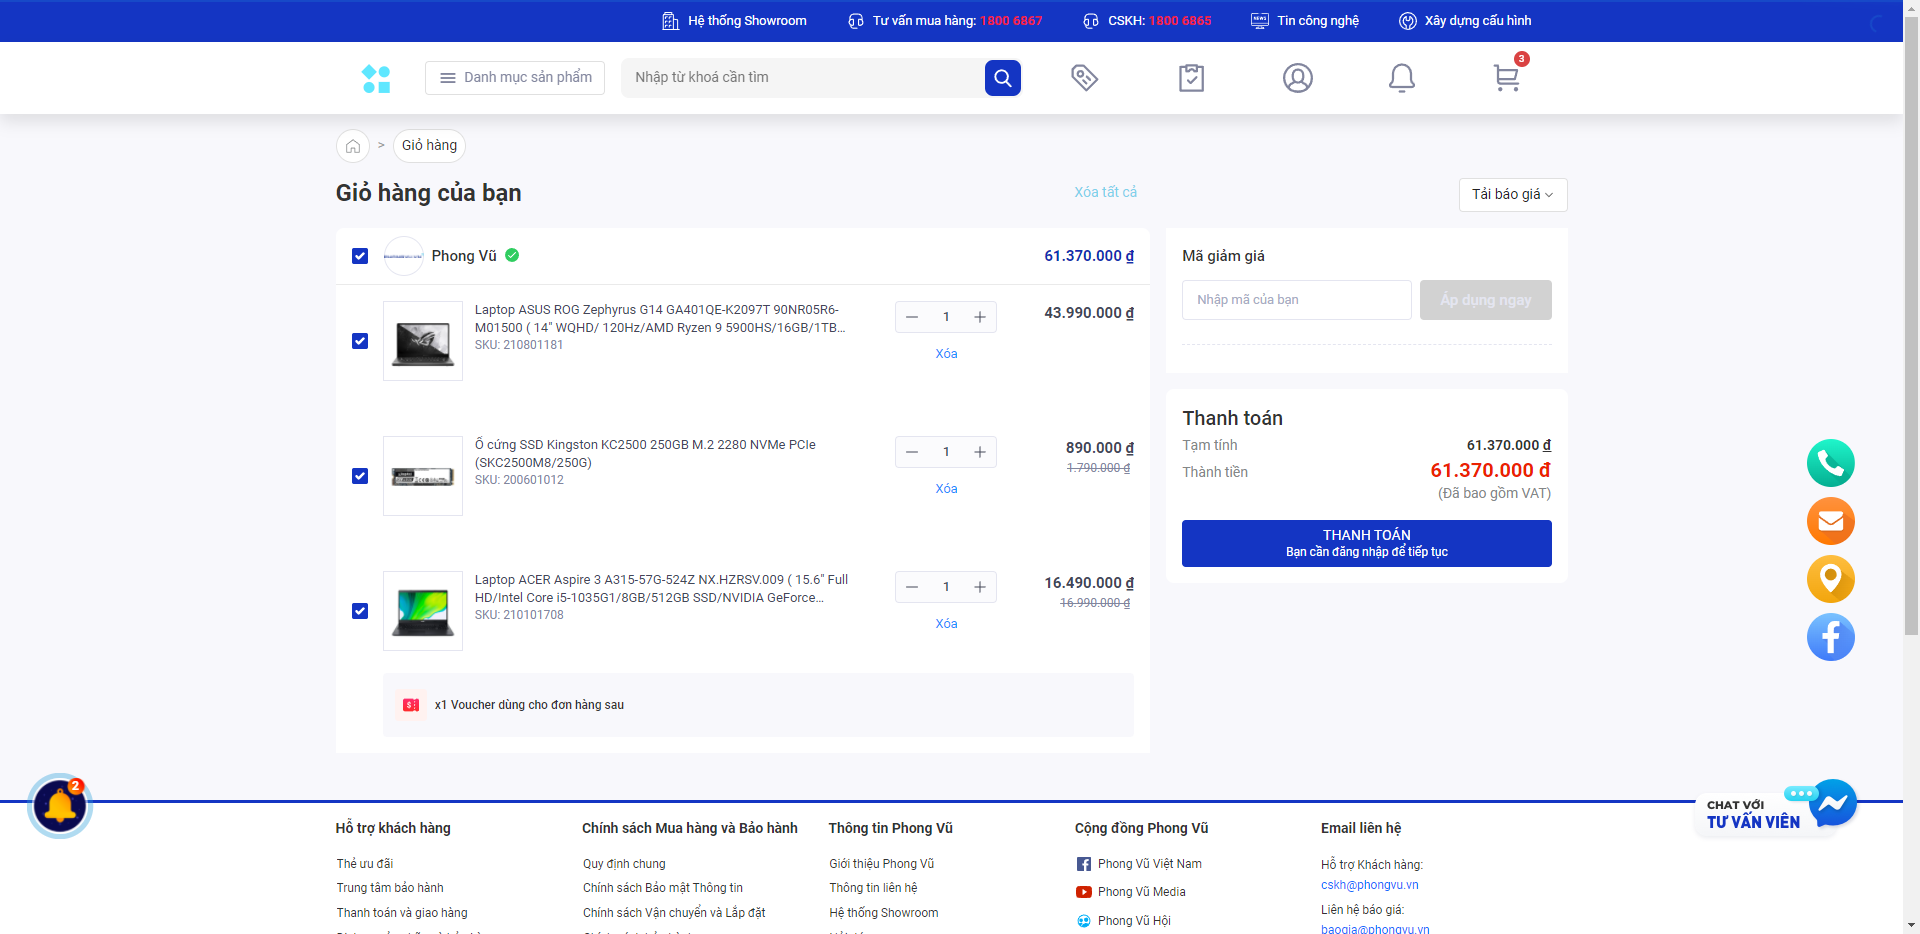 Hệ thống Showroom
Tư vấn mua hàng: 1800 6867
CSKH: 1800 6865
Tin công nghệ
Xây dựng cấu hình
Danh mục sản phẩm
Nhập từ khoá cần tìm
3
> Giỏ hàng
Giỏ hàng của bạn
Xóa tất cả
Tải báo giá
Phong Vũ
61.370.000 ₫
Laptop ASUS ROG Zephyrus G14 GA401QE-K2097T 90NR05R6-
M01500 ( 14" WQHD/ 120Hz/AMD Ryzen 9 5900HS/16GB/1TB...
SKU: 210801181
1
Xóa
43.990.000 ₫
Ổ cứng SSD Kingston KC2500 250GB M.2 2280 NVMe PCIe
(SKC2500M8/250G)
SKU: 200601012
1
Xóa
890.000 ₫
1.790.000 ₫
Laptop ACER Aspire 3 A315-57G-524Z NX.HZRSV.009 ( 15.6" Full
HD/Intel Core i5-1035G1/8GB/512GB SSD/NVIDIA GeForce...
SKU: 210101708
1
Xóa
16.490.000 ₫
16.990.000 ₫
x1 Voucher dùng cho đơn hàng sau
Mã giảm giá
Nhập mã của bạn
Áp dụng ngay
Thanh toán
Tạm tính
61.370.000 ₫
Thành tiền
61.370.000 ₫
(Đã bao gồm VAT)
THANH TOÁN
Bạn cần đăng nhập để tiếp tục
2
CHAT VỚI
TƯ VẤN VIÊN
Hỗ trợ khách hàng
Thẻ ưu đãi
Trung tâm bảo hành
Thanh toán và giao hàng
Chính sách Mua hàng và Bảo hành
Quy định chung
Chính sách Bảo mật Thông tin
Chính sách Vận chuyển và Lắp đặt
Thông tin Phong Vũ
Giới thiệu Phong Vũ
Thông tin liên hệ
Hệ thống Showroom
Cộng đồng Phong Vũ
Phong Vũ Việt Nam
Phong Vũ Media
Phong Vũ Hội
Email liên hệ
Hỗ trợ Khách hàng:
cskh@phongvu.vn
Liên hệ báo giá:
baogia@phongvu.vn